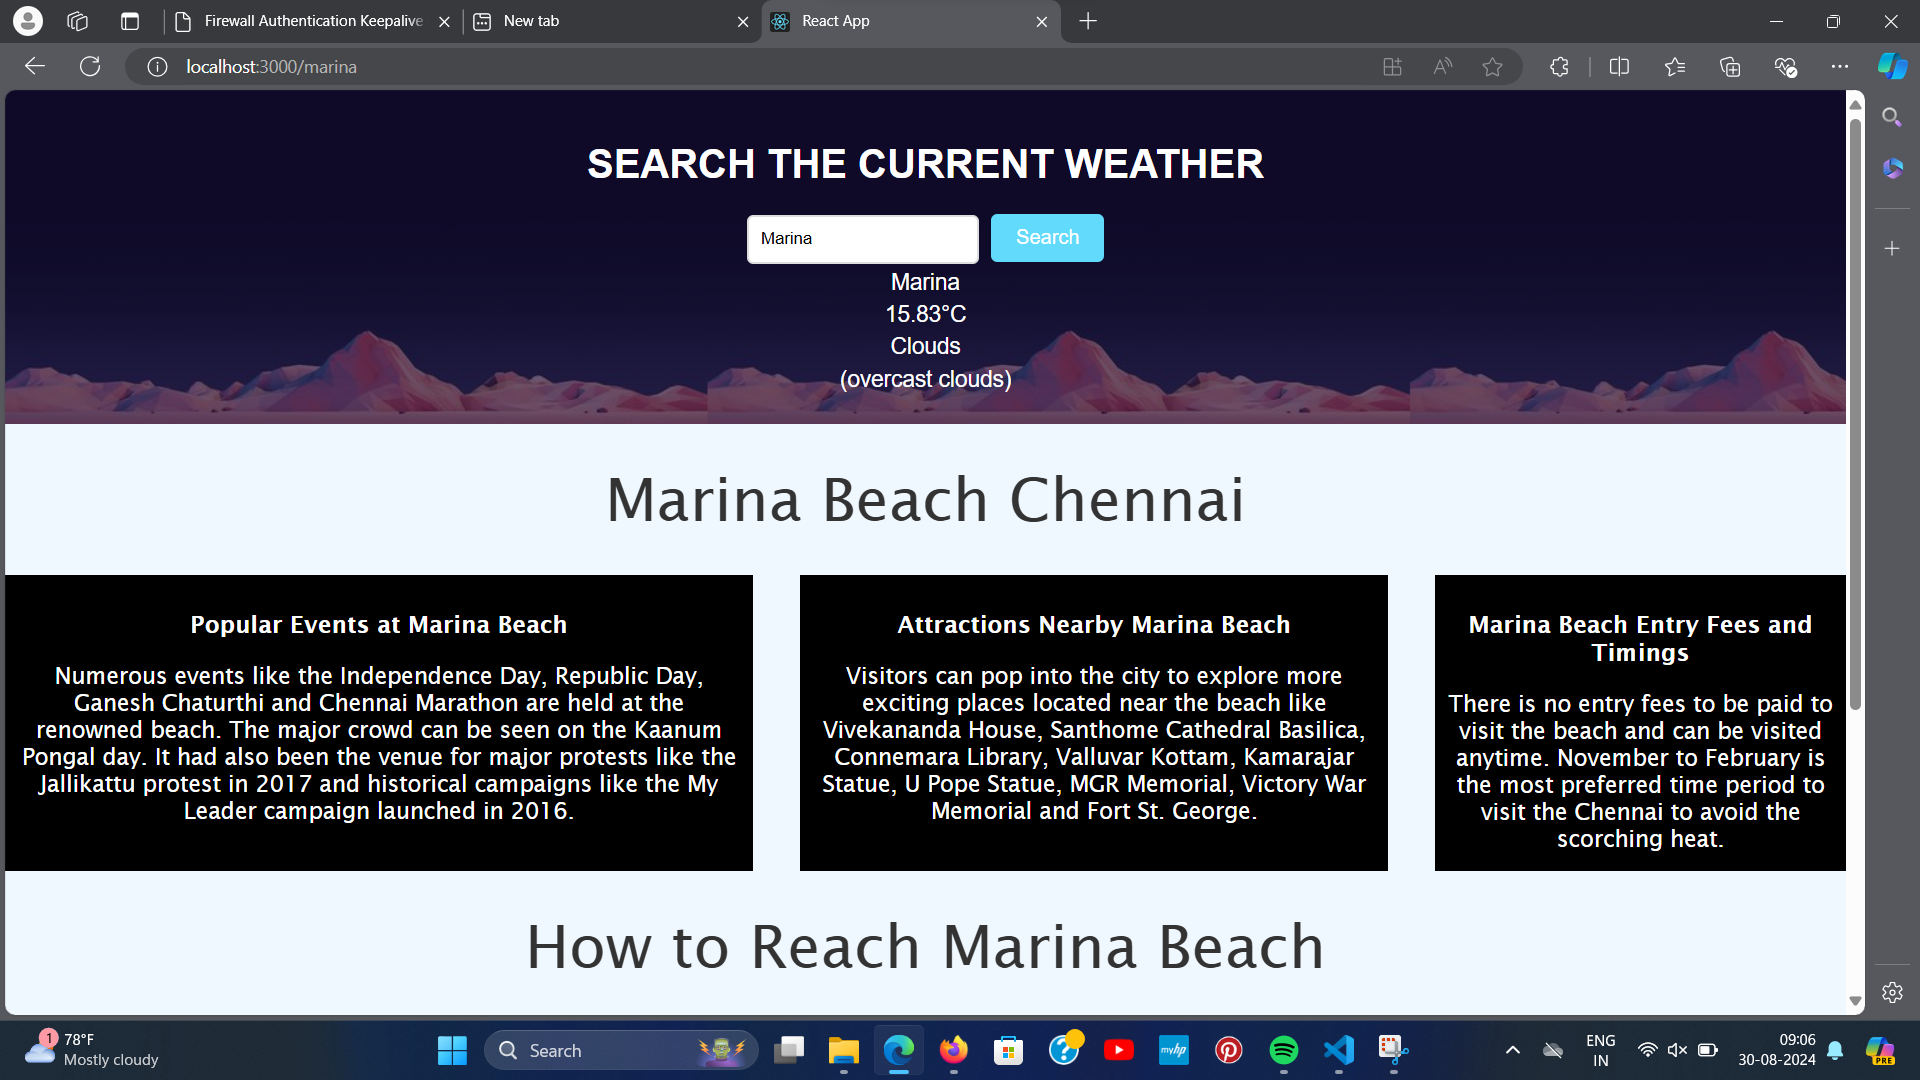 Firewall Authentication Keepalive
New tab
React App
localhost:3000/marina
SEARCH THE CURRENT WEATHER
Marina
Search
Marina
15.83°C
Clouds
(overcast clouds)
Marina Beach Chennai
Popular Events at Marina Beach
Numerous events like the Independence Day, Republic Day,
Ganesh Chaturthi and Chennai Marathon are held at the
renowned beach. The major crowd can be seen on the Kaanum
Pongal day. It had also been the venue for major protests like the
Jallikattu protest in 2017 and historical campaigns like the My
Leader campaign launched in 2016.
Attractions Nearby Marina Beach
Visitors can pop into the city to explore more
exciting places located near the beach like
Vivekananda House, Santhome Cathedral Basilica,
Connemara Library, Valluvar Kottam, Kamarajar
Statue, U Pope Statue, MGR Memorial, Victory War
Memorial and Fort St. George.
Marina Beach Entry Fees and
Timings
There is no entry fees to be paid to
visit the beach and can be visited
anytime. November to February is
the most preferred time period to
visit the Chennai to avoid the
scorching heat.
How to Reach Marina Beach
1
78°F
Mostly cloudy
Search
myhp
ENG
IN
09:06
30-08-2024
PRE